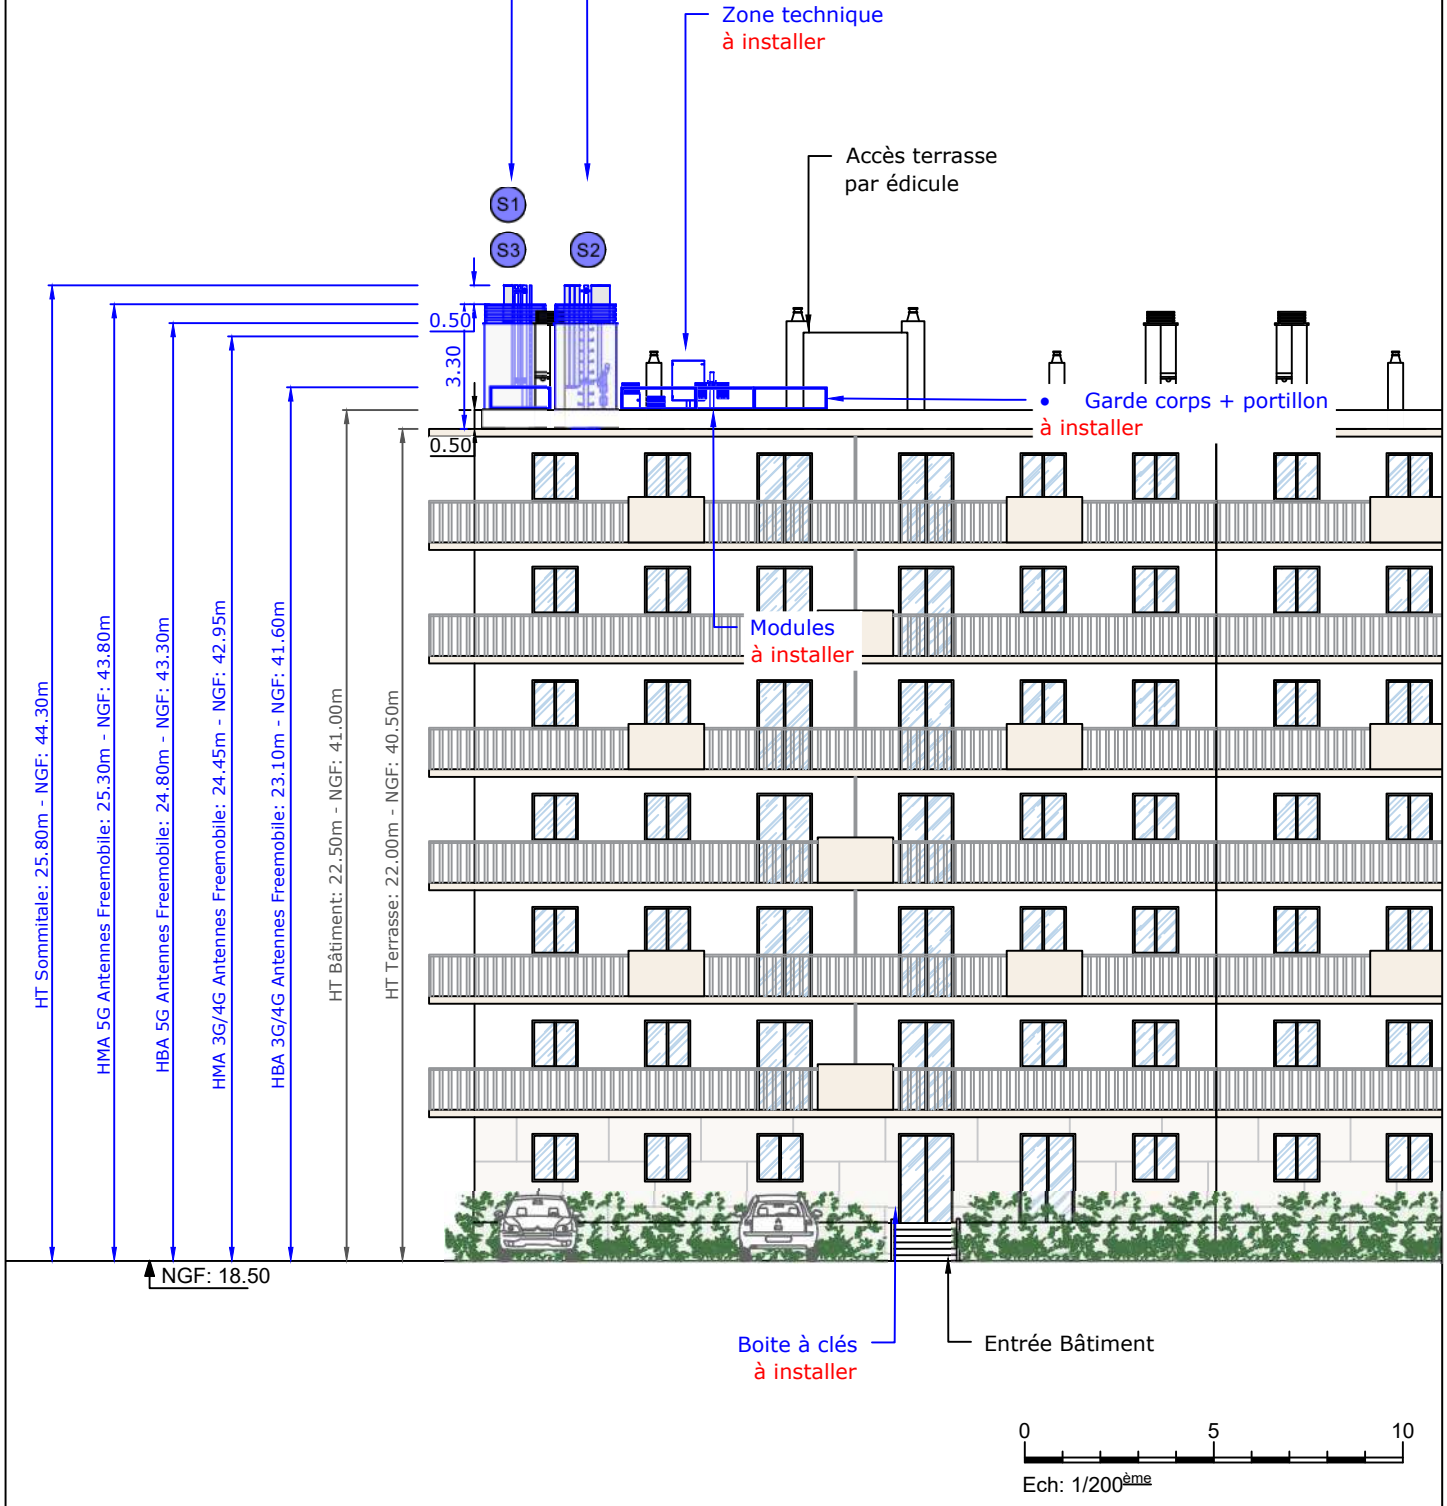 Zone technique
à installer
Accès terrasse
par édicule
S1
S3
S2
0.50
3.30
0.50
• Garde corps + portillon
à installer
Modules
à installer
HT Sommitale: 25.80m - NGF: 44.30m
HMA 5G Antennes Freemobile: 25.30m - NGF: 43.80m
HBA 5G Antennes Freemobile: 24.80m - NGF: 43.30m
HMA 3G/4G Antennes Freemobile: 24.45m - NGF: 42.95m
HBA 3G/4G Antennes Freemobile: 23.10m - NGF: 41.60m
HT Bâtiment: 22.50m - NGF: 41.00m
HT Terrasse: 22.00m - NGF: 40.50m
NGF: 18.50
Boite à clés
à installer
Entrée Bâtiment
0 5 10
Ech: 1/200ème